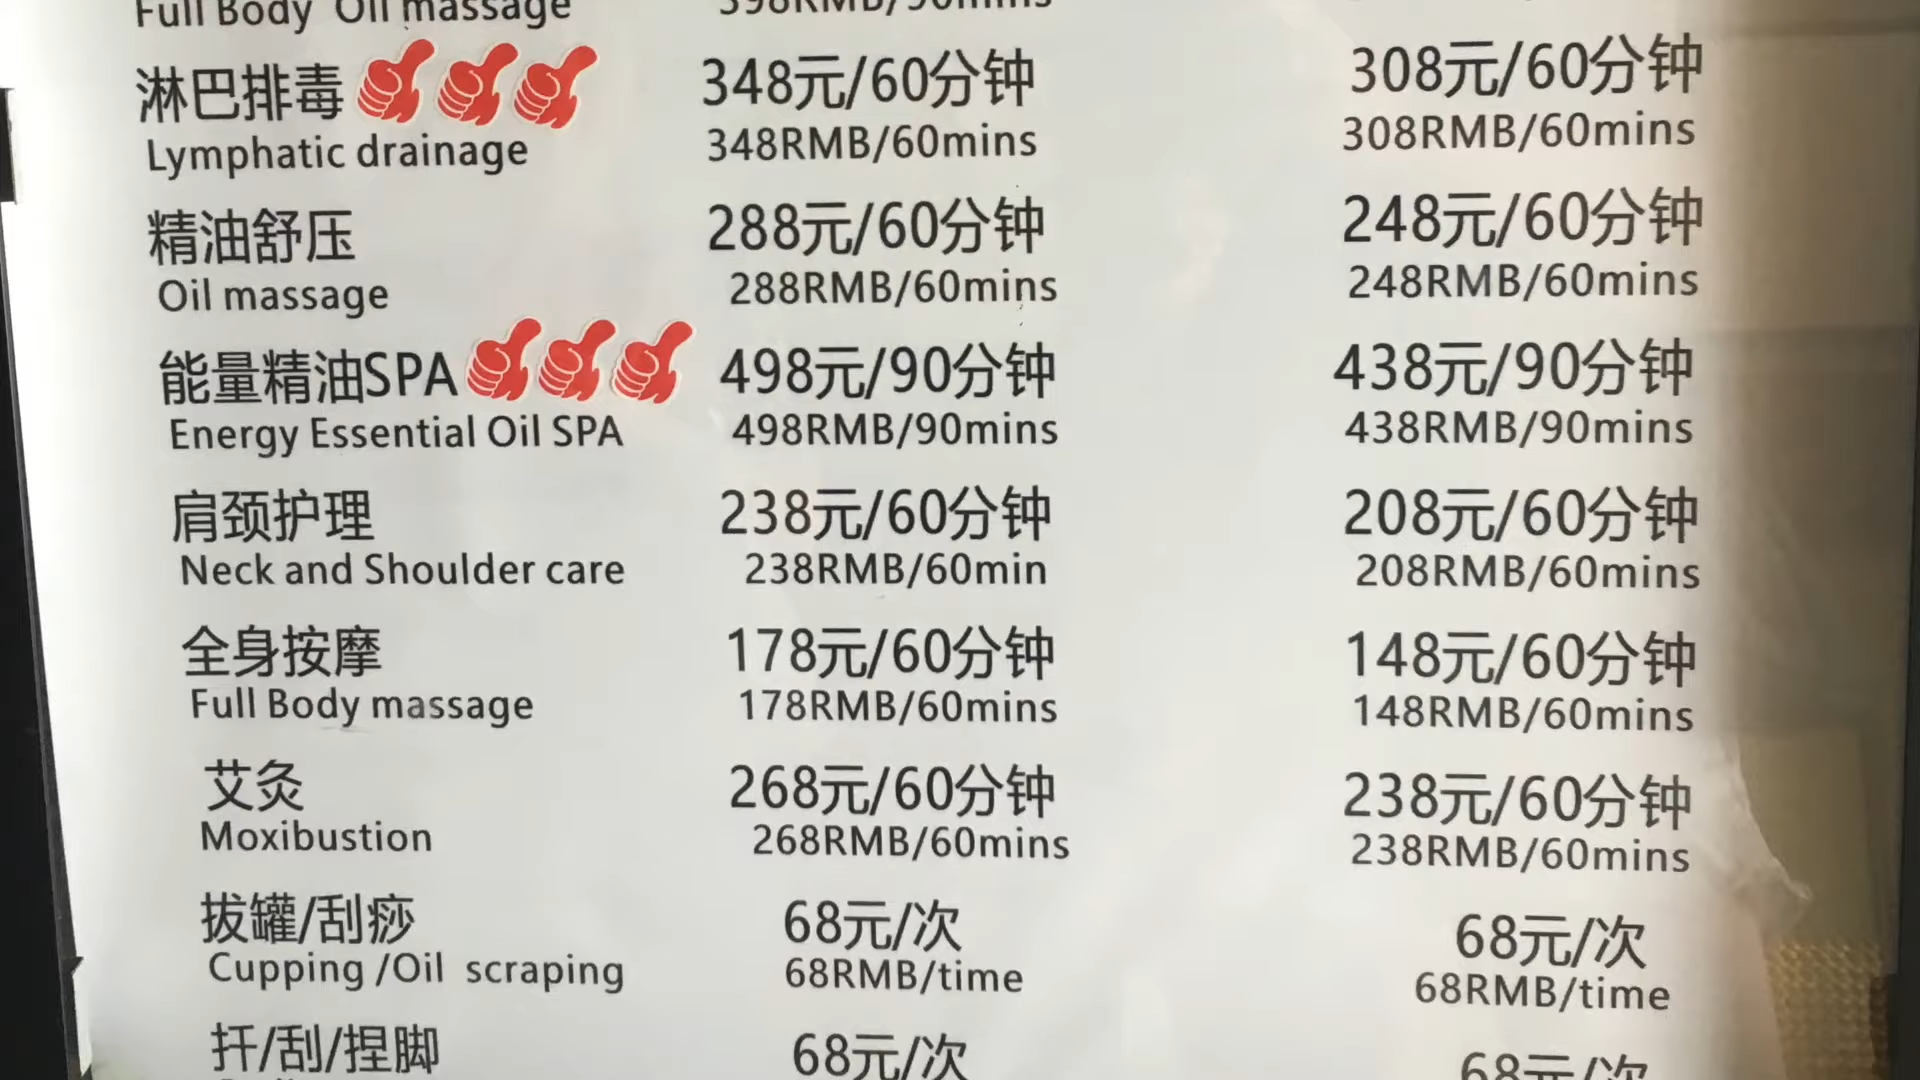 Full Body Oil massage 398RMB/90mins
淋巴排毒 348元/60分钟 308元/60分钟
Lymphatic drainage 348RMB/60mins 308RMB/60mins
精油舒压 288元/60分钟 248元/60分钟
Oil massage 288RMB/60mins 248RMB/60mins
能量精油SPA 498元/90分钟 438元/90分钟
Energy Essential Oil SPA 498RMB/90mins 438RMB/90mins
肩颈护理 238元/60分钟 208元/60分钟
Neck and Shoulder care 238RMB/60min 208RMB/60mins
全身按摩 178元/60分钟 148元/60分钟
Full Body massage 178RMB/60mins 148RMB/60mins
艾灸 268元/60分钟 238元/60分钟
Moxibustion 268RMB/60mins 238RMB/60mins
拔罐/刮痧 68元/次 68元/次
Cupping /Oil scraping 68RMB/time 68RMB/time
扦/刮/捏脚 68元/次 68元/次